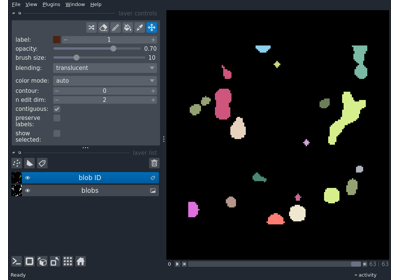 File View Plugins Window Help
layer controls
label: 1
opacity: 0.70
brush size: 10
blending: translucent
color mode: auto
contour: 0
n edit dim: 2
contiguous:
preserve
labels:
show
selected:
layer list
blob ID
blobs
63 63
Ready
activity